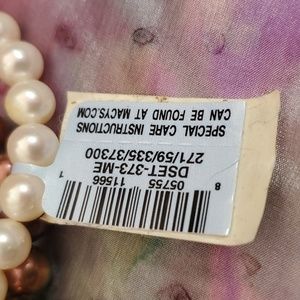 SPECIAL CARE INSTRUCTIONS
CAN BE FOUND AT MACYS.COM
271/59/335/37300
DSET-373-ME
8 05755 11566 1